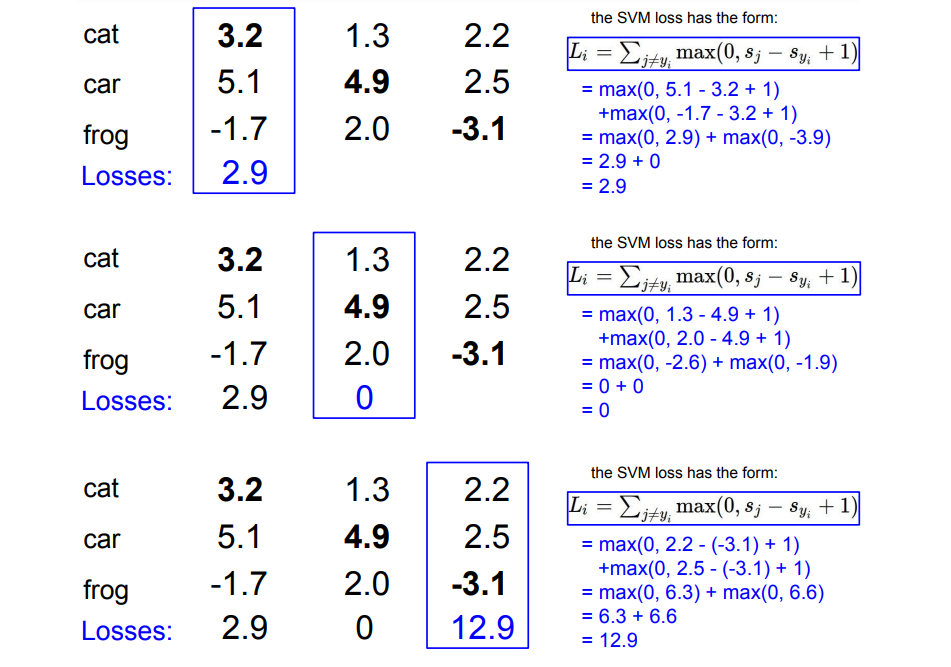 cat 3.2 1.3 2.2
car 5.1 4.9 2.5
frog -1.7 2.0 -3.1
Losses: 2.9
the SVM loss has the form:
L_i = ∑_{j≠y_i} max(0, s_j − s_{y_i} + 1)
= max(0, 5.1 - 3.2 + 1)
+max(0, -1.7 - 3.2 + 1)
= max(0, 2.9) + max(0, -3.9)
= 2.9 + 0
= 2.9
cat 3.2 1.3 2.2
car 5.1 4.9 2.5
frog -1.7 2.0 -3.1
Losses: 2.9 0
the SVM loss has the form:
L_i = ∑_{j≠y_i} max(0, s_j − s_{y_i} + 1)
= max(0, 1.3 - 4.9 + 1)
+max(0, 2.0 - 4.9 + 1)
= max(0, -2.6) + max(0, -1.9)
= 0 + 0
= 0
cat 3.2 1.3 2.2
car 5.1 4.9 2.5
frog -1.7 2.0 -3.1
Losses: 2.9 0 12.9
the SVM loss has the form:
L_i = ∑_{j≠y_i} max(0, s_j − s_{y_i} + 1)
= max(0, 2.2 - (-3.1) + 1)
+max(0, 2.5 - (-3.1) + 1)
= max(0, 6.3) + max(0, 6.6)
= 6.3 + 6.6
= 12.9